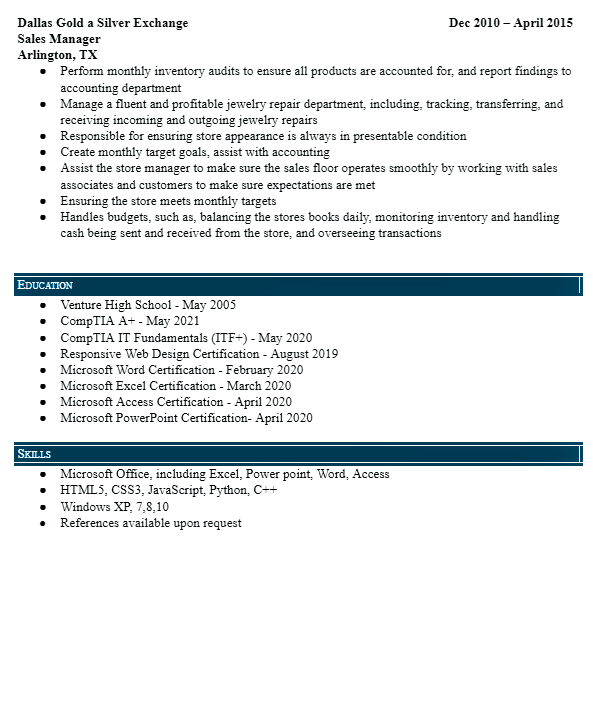 Dallas Gold a Silver Exchange Dec 2010 – April 2015
Sales Manager
Arlington, TX
● Perform monthly inventory audits to ensure all products are accounted for, and report findings to
accounting department
● Manage a fluent and profitable jewelry repair department, including, tracking, transferring, and
receiving incoming and outgoing jewelry repairs
● Responsible for ensuring store appearance is always in presentable condition
● Create monthly target goals, assist with accounting
● Assist the store manager to make sure the sales floor operates smoothly by working with sales
associates and customers to make sure expectations are met
● Ensuring the store meets monthly targets
● Handles budgets, such as, balancing the stores books daily, monitoring inventory and handling
cash being sent and received from the store, and overseeing transactions
EDUCATION
● Venture High School - May 2005
● CompTIA A+ - May 2021
● CompTIA IT Fundamentals (ITF+) - May 2020
● Responsive Web Design Certification - August 2019
● Microsoft Word Certification - February 2020
● Microsoft Excel Certification - March 2020
● Microsoft Access Certification - April 2020
● Microsoft PowerPoint Certification- April 2020
SKILLS
● Microsoft Office, including Excel, Power point, Word, Access
● HTML5, CSS3, JavaScript, Python, C++
● Windows XP, 7,8,10
● References available upon request